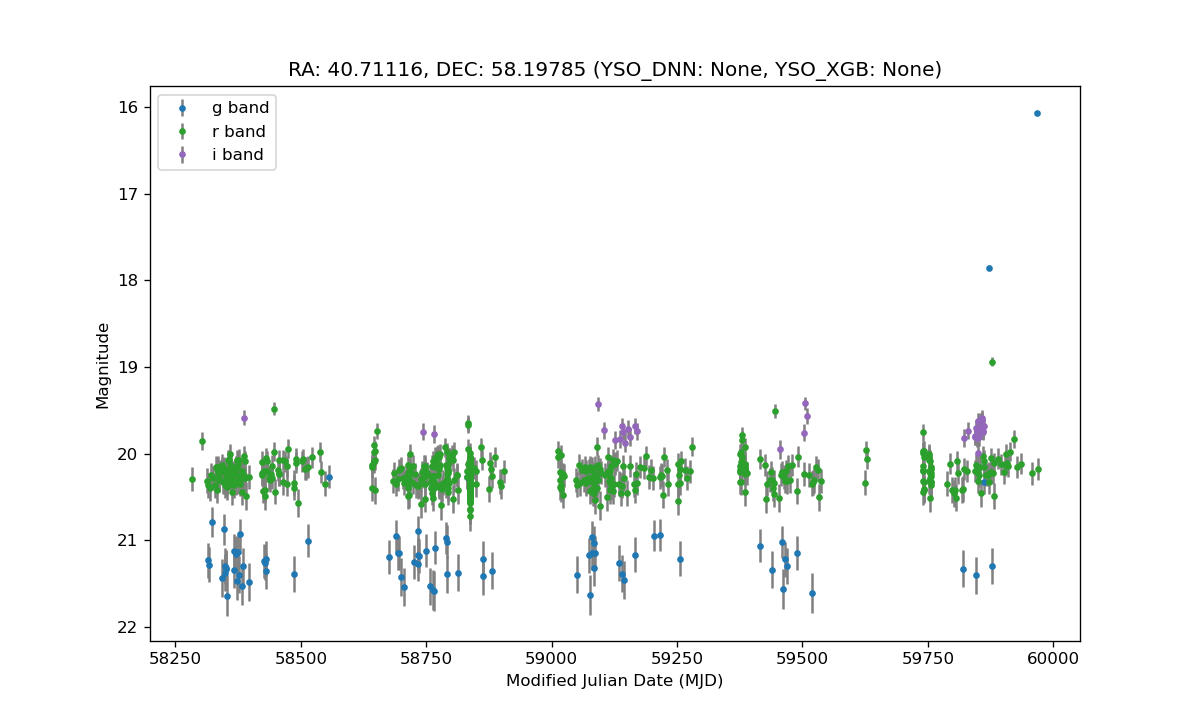 RA: 40.71116, DEC: 58.19785 (YSO_DNN: None, YSO_XGB: None)
g band
r band
i band
Magnitude
16
17
18
19
20
21
22
58250 58500 58750 59000 59250 59500 59750 60000
Modified Julian Date (MJD)